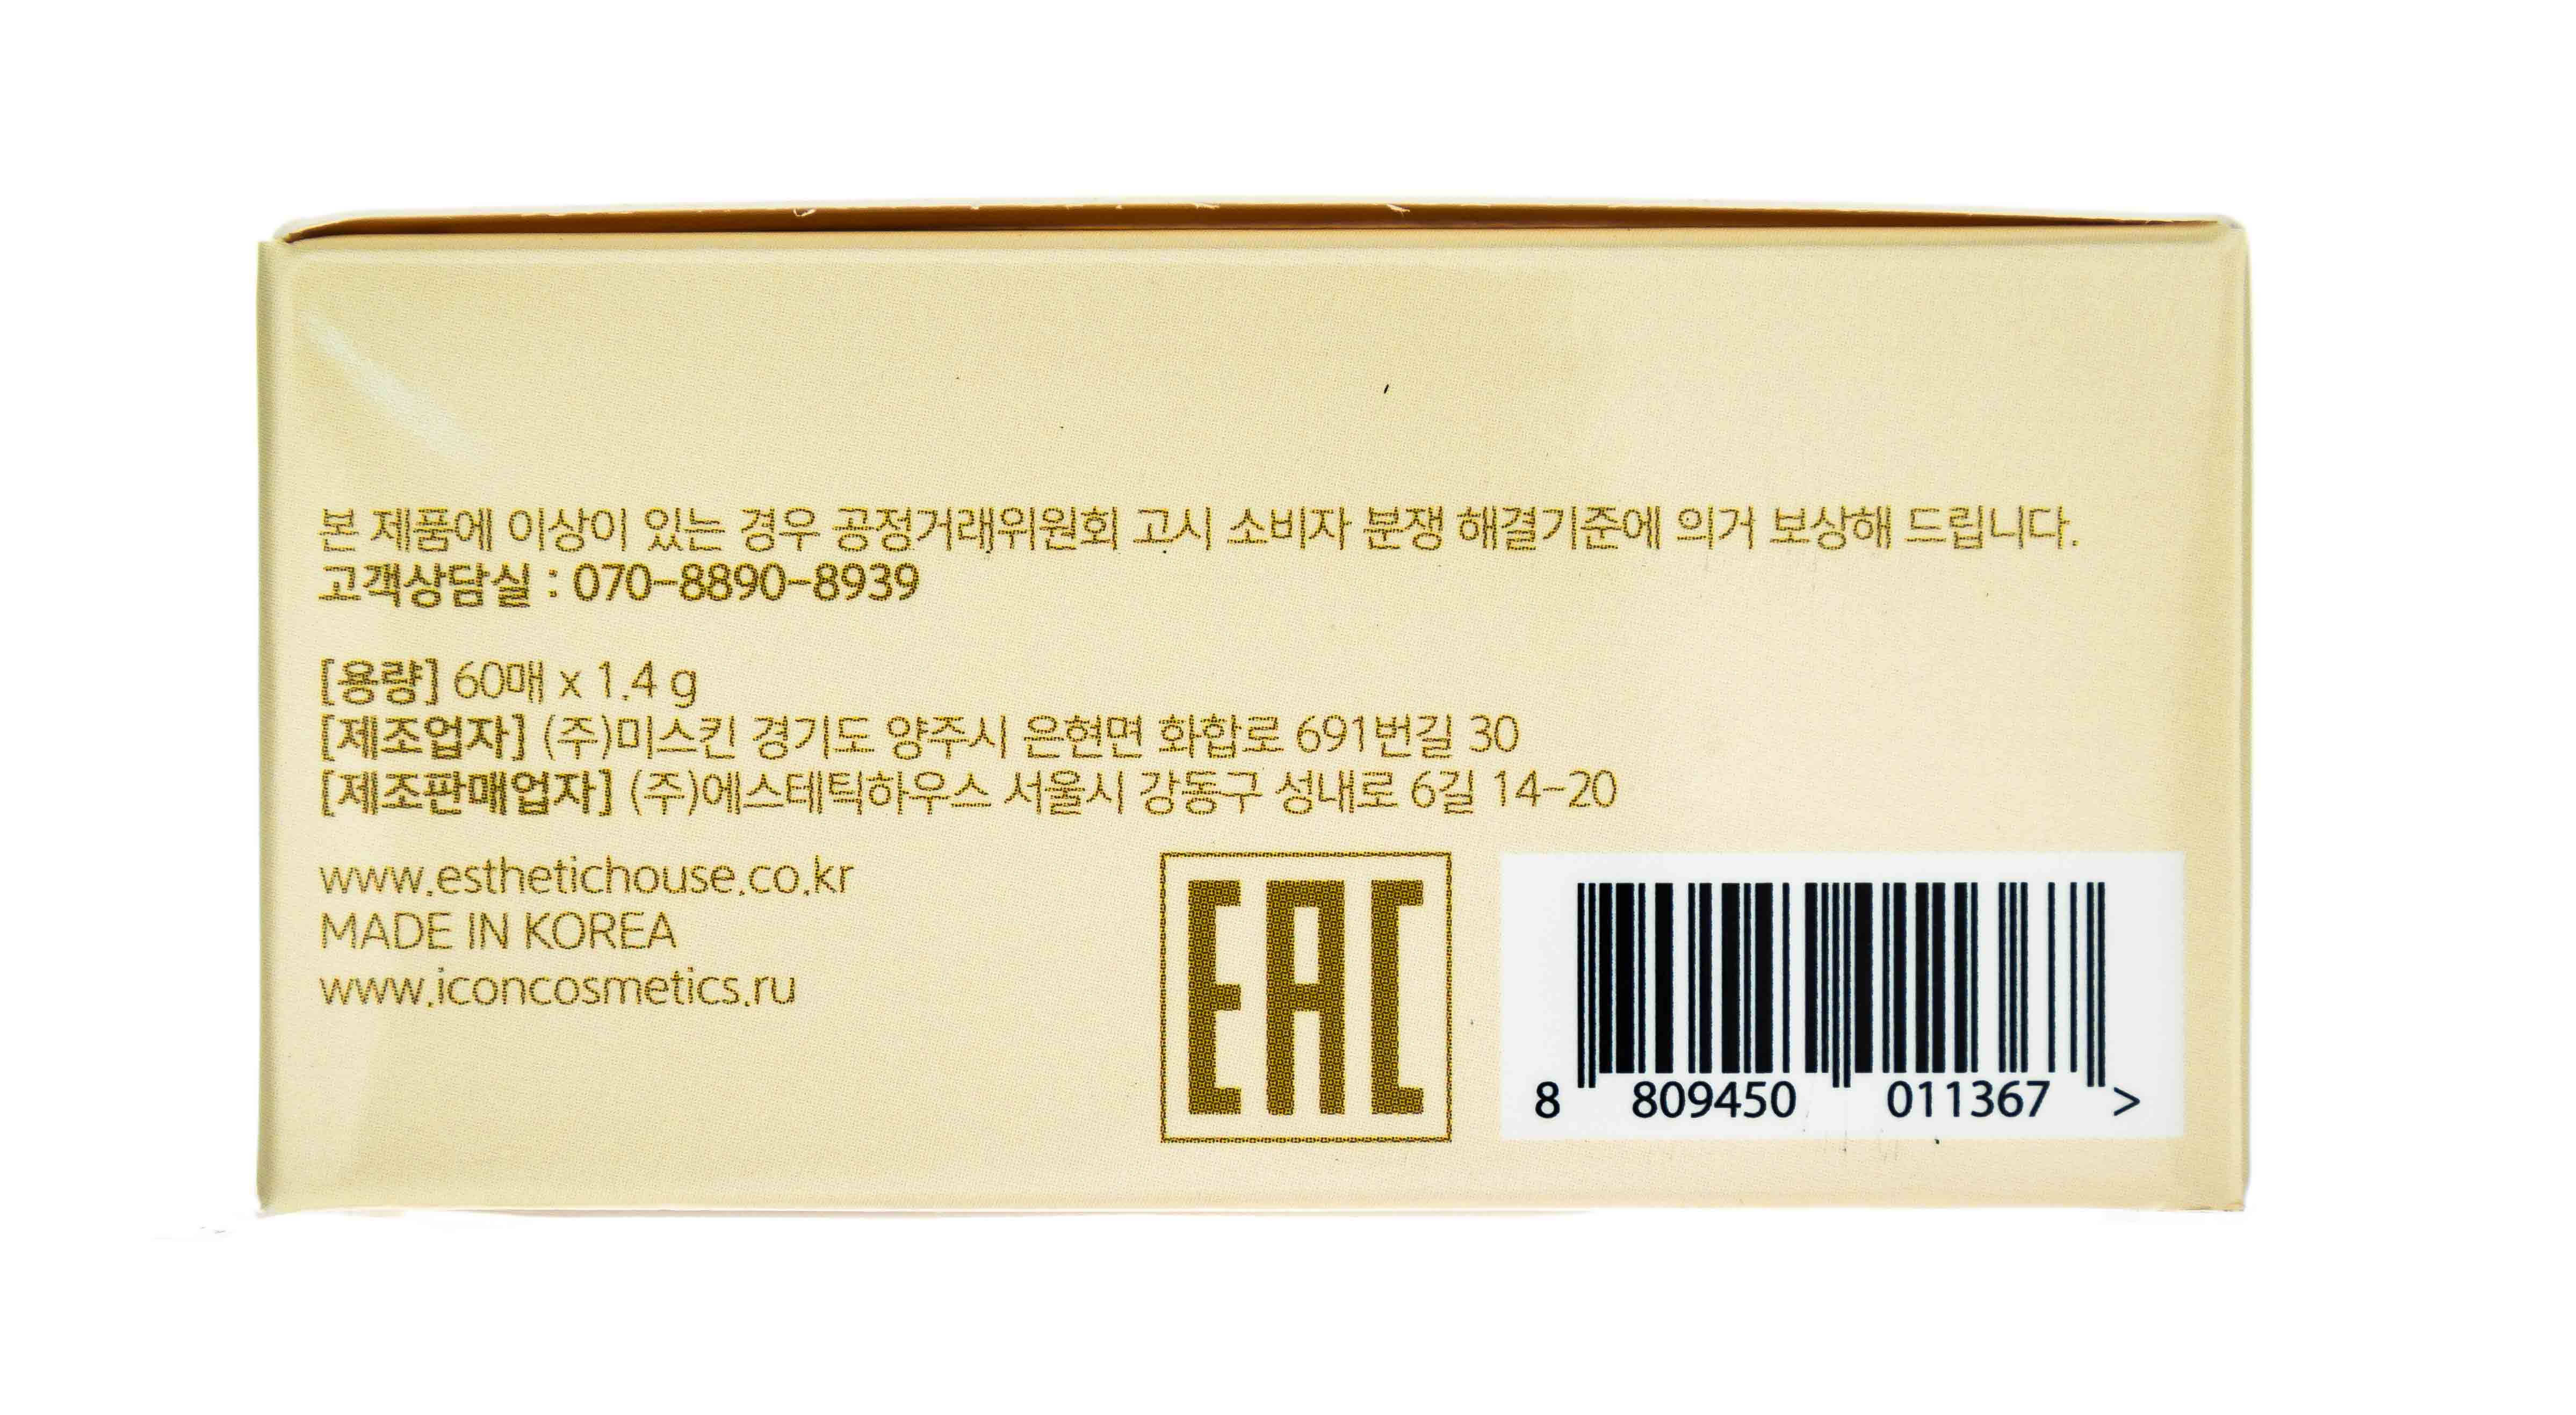 본 제품에 이상이 있는 경우 공정거래위원회 고시 소비자 분쟁 해결기준에 의거 보상해 드립니다.
고객상담실 : 070-8890-8939
[용량] 60매 x 1.4 g
[제조업자] (주)미스킨 경기도 양주시 은현면 화합로 691번길 30
[제조판매업자] (주)에스테틱하우스 서울시 강동구 성내로 6길 14-20
www.esthetichouse.co.kr
MADE IN KOREA
www.iconcosmetics.ru
EAC
8 809450 011367 >